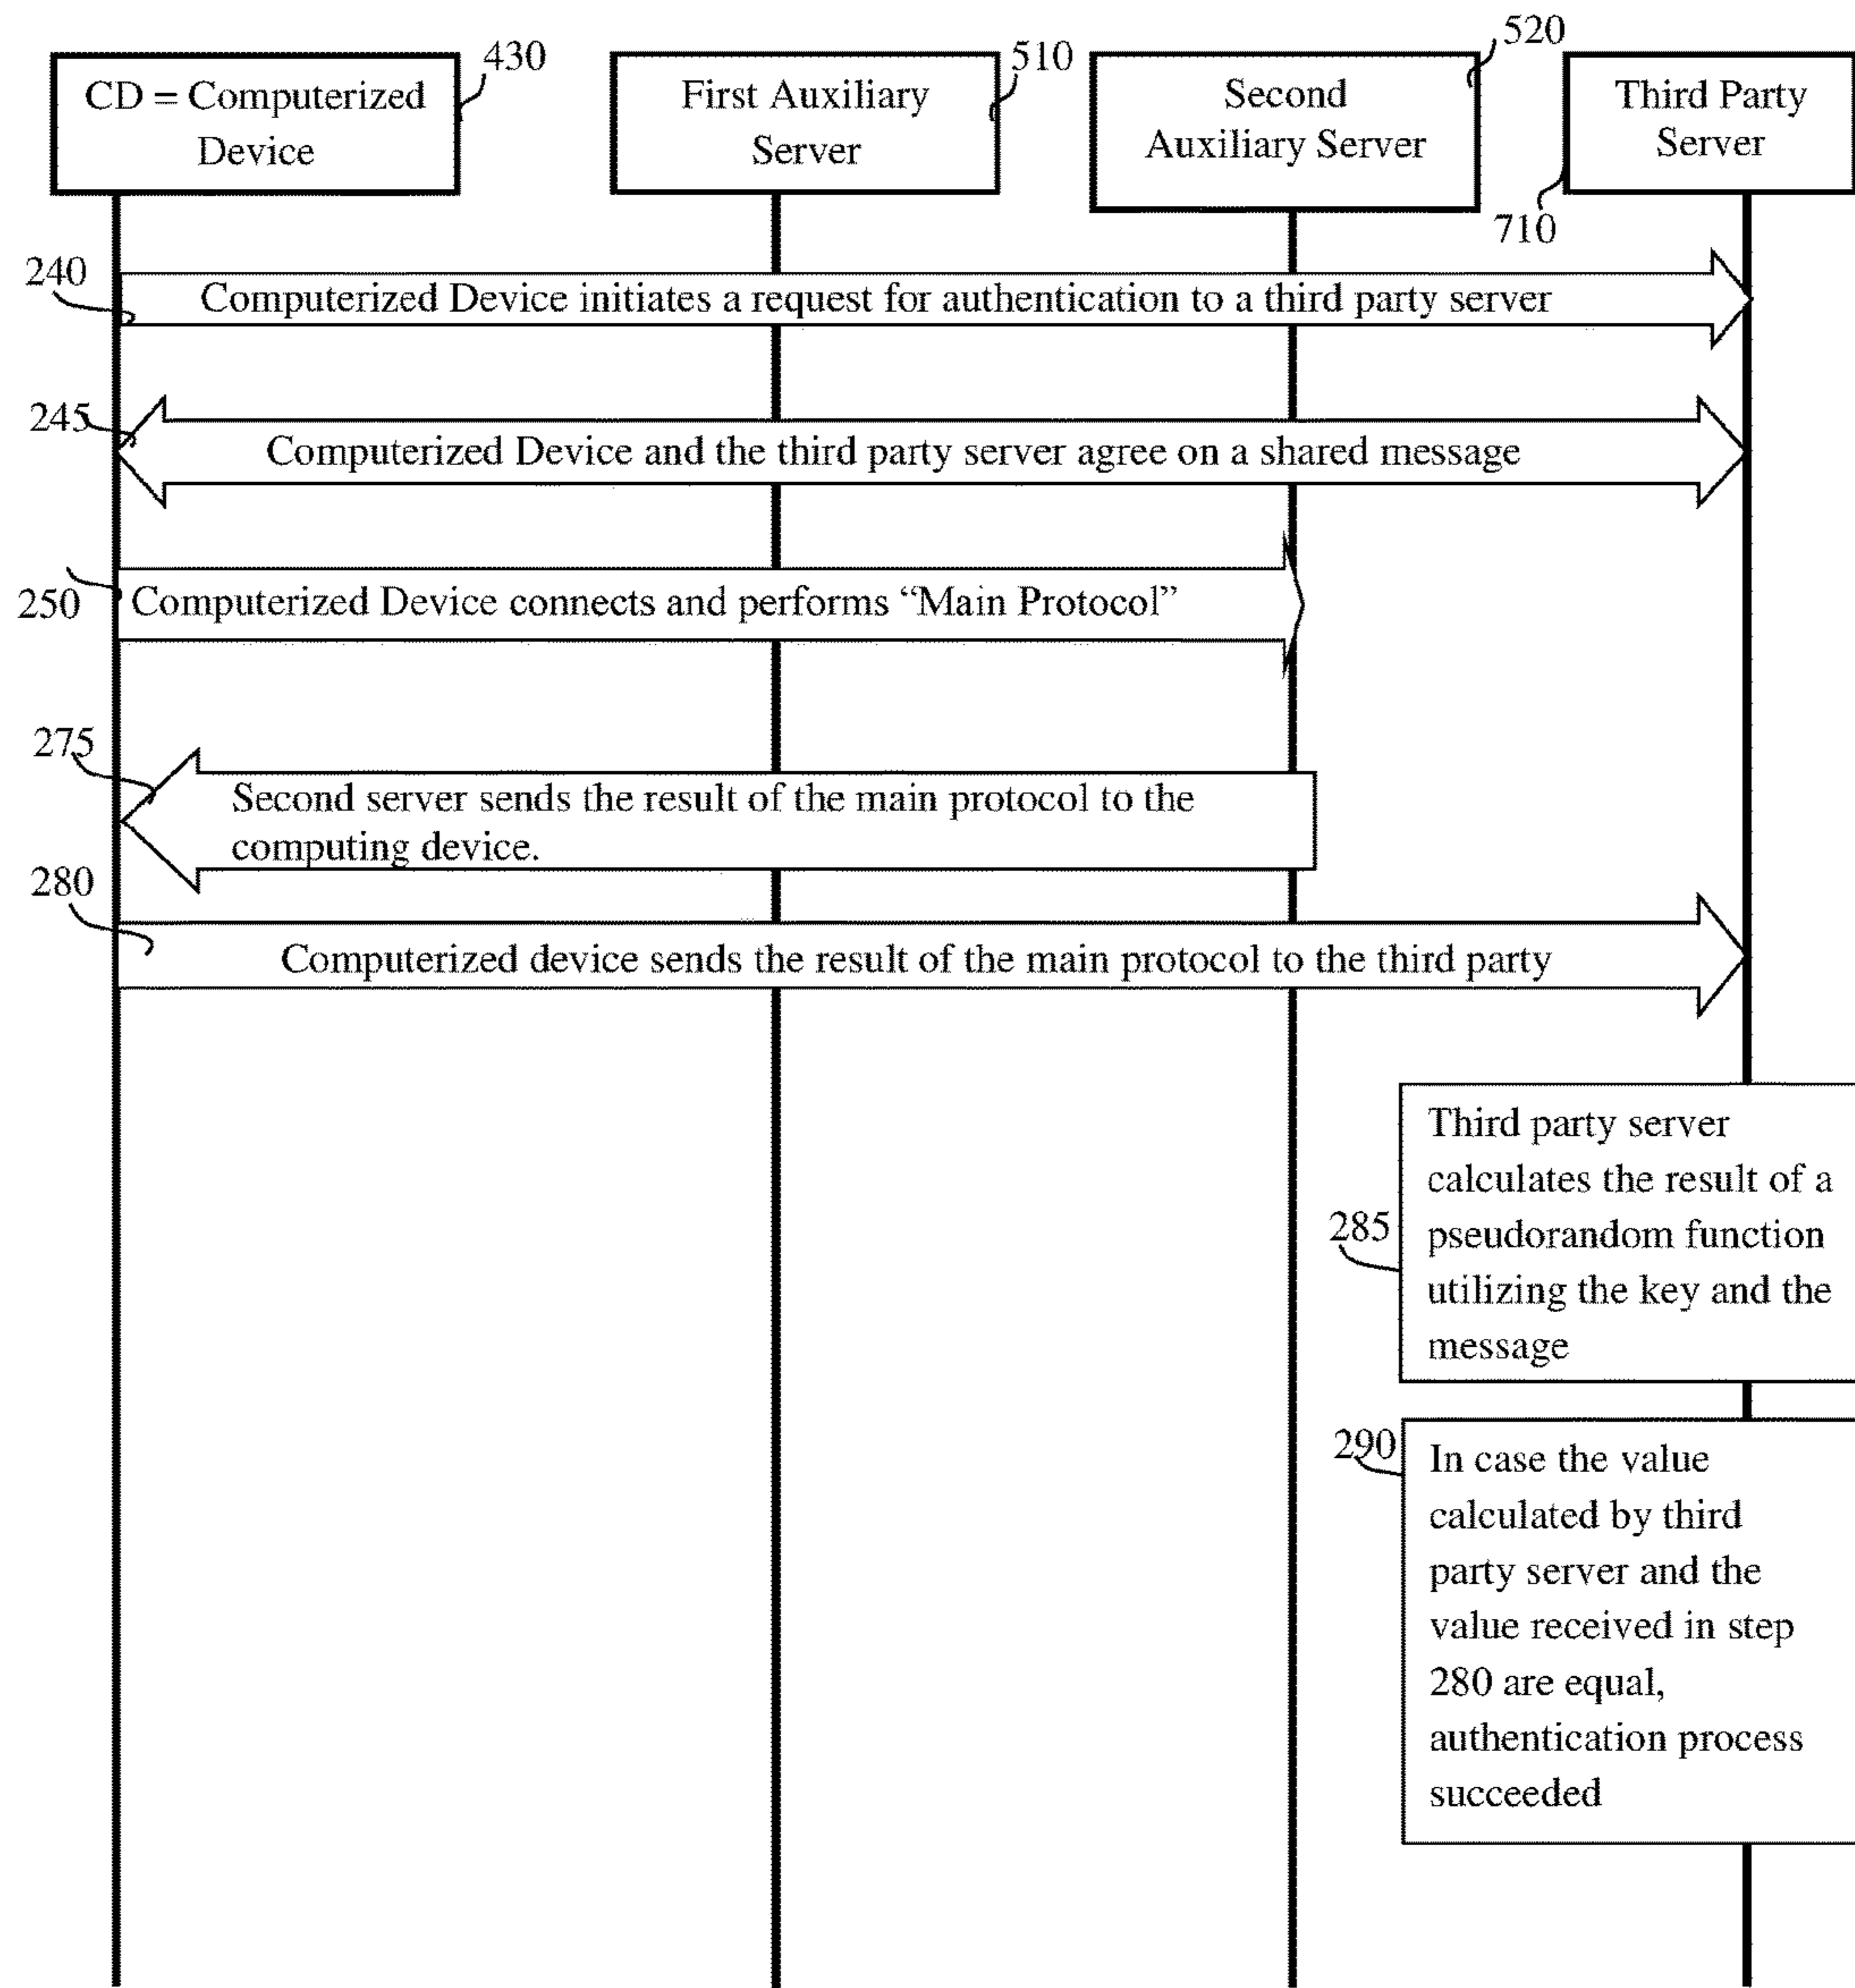 CD = Computerized
Device
430
First Auxiliary
Server
510
Second
Auxiliary Server
520
Third Party
Server
710
240
Computerized Device initiates a request for authentication to a third party server
245
Computerized Device and the third party server agree on a shared message
250
Computerized Device connects and performs “Main Protocol”
275
Second server sends the result of the main protocol to the
computing device.
280
Computerized device sends the result of the main protocol to the third party
285
Third party server
calculates the result of a
pseudorandom function
utilizing the key and the
message
290
In case the value
calculated by third
party server and the
value received in step
280 are equal,
authentication process
succeeded